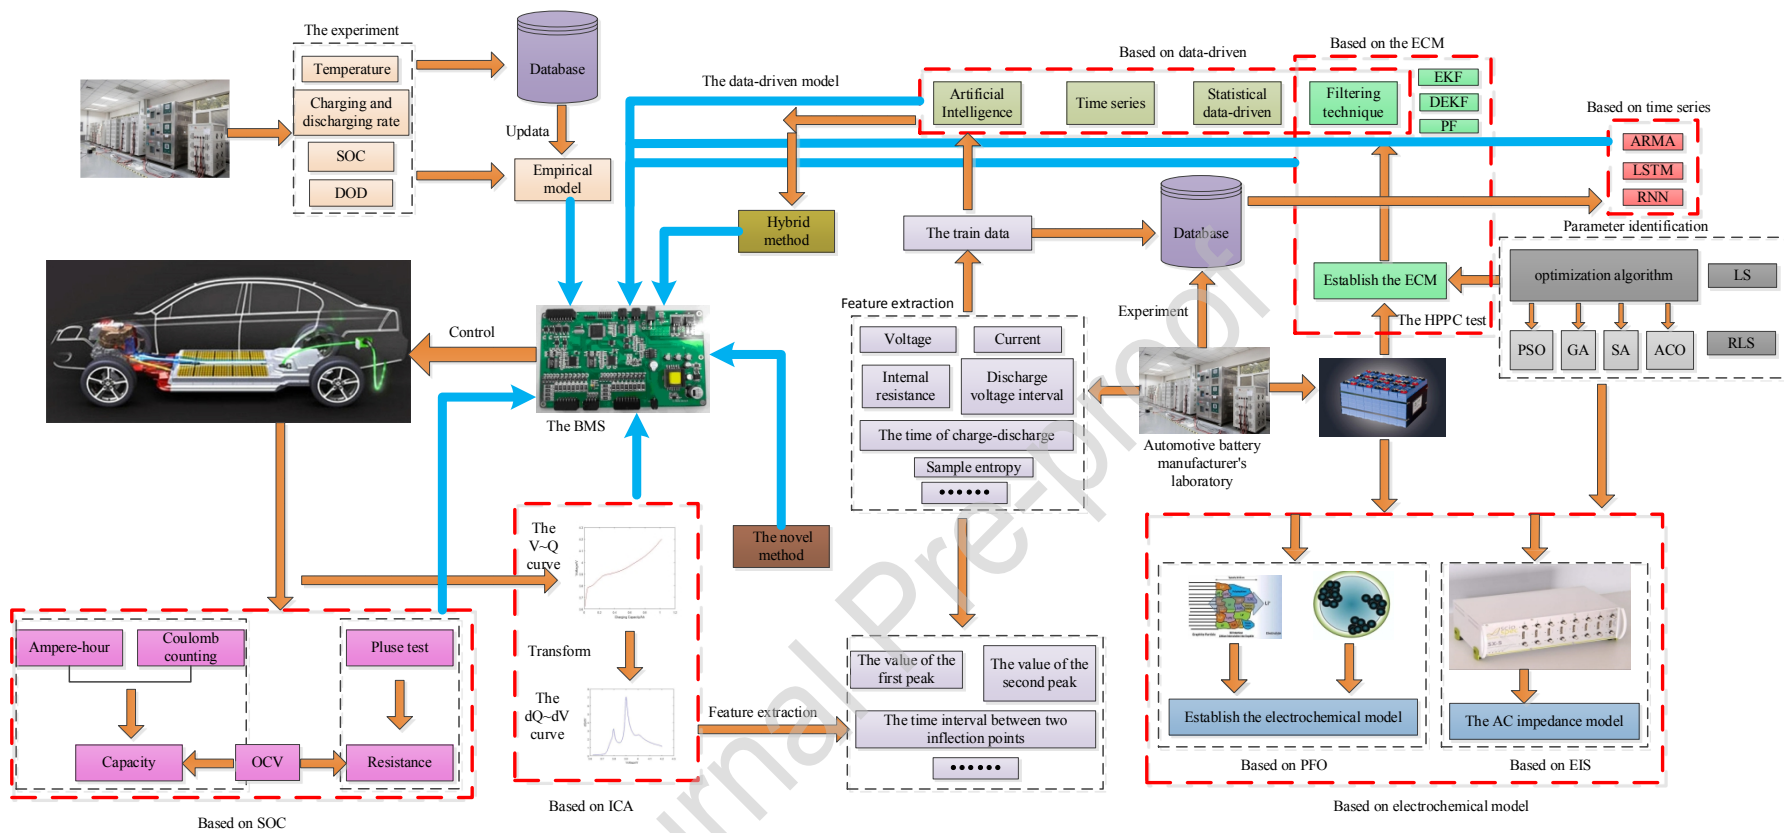 The experiment
Temperature
Charging and
discharging rate
SOC
DOD
Database
Updata
Empirical
model
The data-driven model
Based on data-driven
Artificial
Intelligence
Time series
Statistical
data-driven
Based on the ECM
Filtering
technique
EKF
DEKF
PF
Based on time series
ARMA
LSTM
RNN
Hybrid
method
The train data
Database
Parameter identification
optimization algorithm
LS
PSO
GA
SA
ACO
RLS
Establish the ECM
The HPPC test
Feature extraction
Voltage
Current
Internal
resistance
Discharge
voltage interval
The time of charge-discharge
Sample entropy
••••••
Experiment
Automotive battery
manufacturer's
laboratory
Control
The BMS
The novel
method
The
V~Q
curve
Transform
The
dQ~dV
curve
Based on ICA
Feature extraction
The value of the
first peak
The value of the
second peak
The time interval between two
inflection points
••••••
Ampere-hour
Coulomb
counting
Pluse test
Capacity
OCV
Resistance
Based on SOC
Establish the electrochemical model
Based on PFO
The AC impedance model
Based on EIS
Based on electrochemical model
Journal Pre-proof